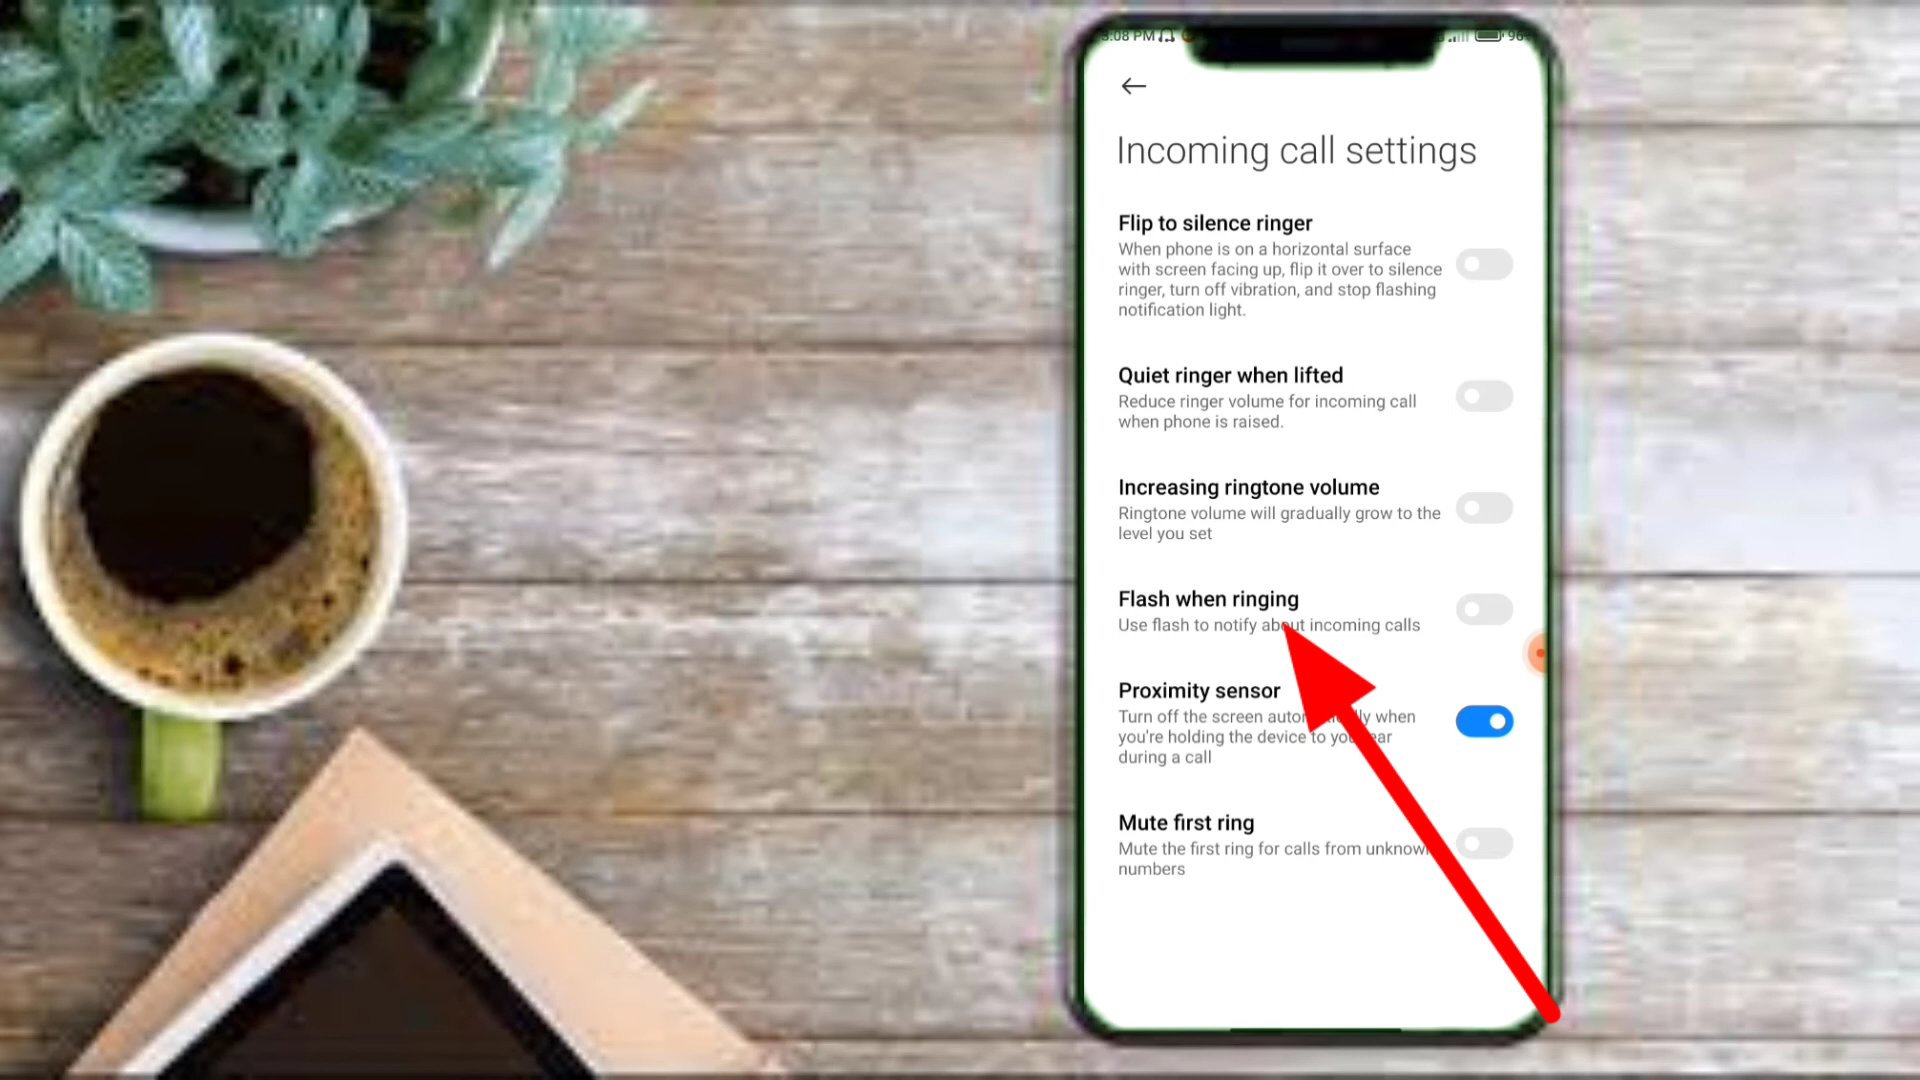 :08 PM
96
Incoming call settings
Flip to silence ringer
When phone is on a horizontal surface
with screen facing up, flip it over to silence
ringer, turn off vibration, and stop flashing
notification light.
Quiet ringer when lifted
Reduce ringer volume for incoming call
when phone is raised.
Increasing ringtone volume
Ringtone volume will gradually grow to the
level you set
Flash when ringing
Use flash to notify about incoming calls
Proximity sensor
Turn off the screen when
you're holding the device to ear
during a call
Mute first ring
Mute the first ring for calls from unknown
numbers